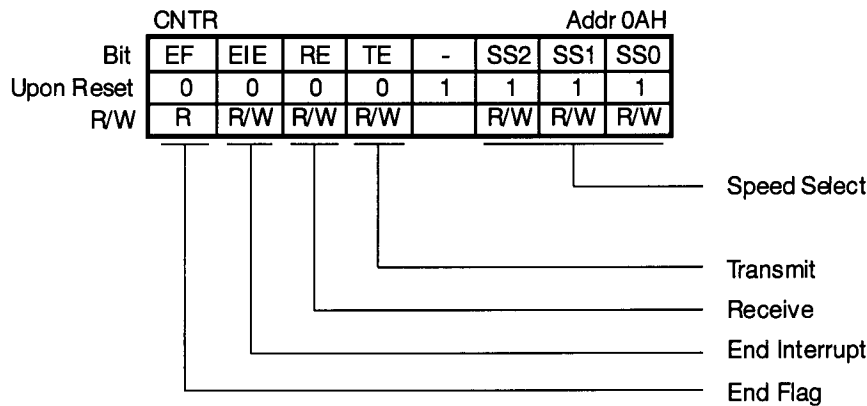 CNTR Addr 0AH
Bit EF EIE RE TE - SS2 SS1 SS0
Upon Reset 0 0 0 0 1 1 1 1
R/W R R/W R/W R/W R/W R/W R/W
Speed Select
Transmit
Receive
End Interrupt
End Flag